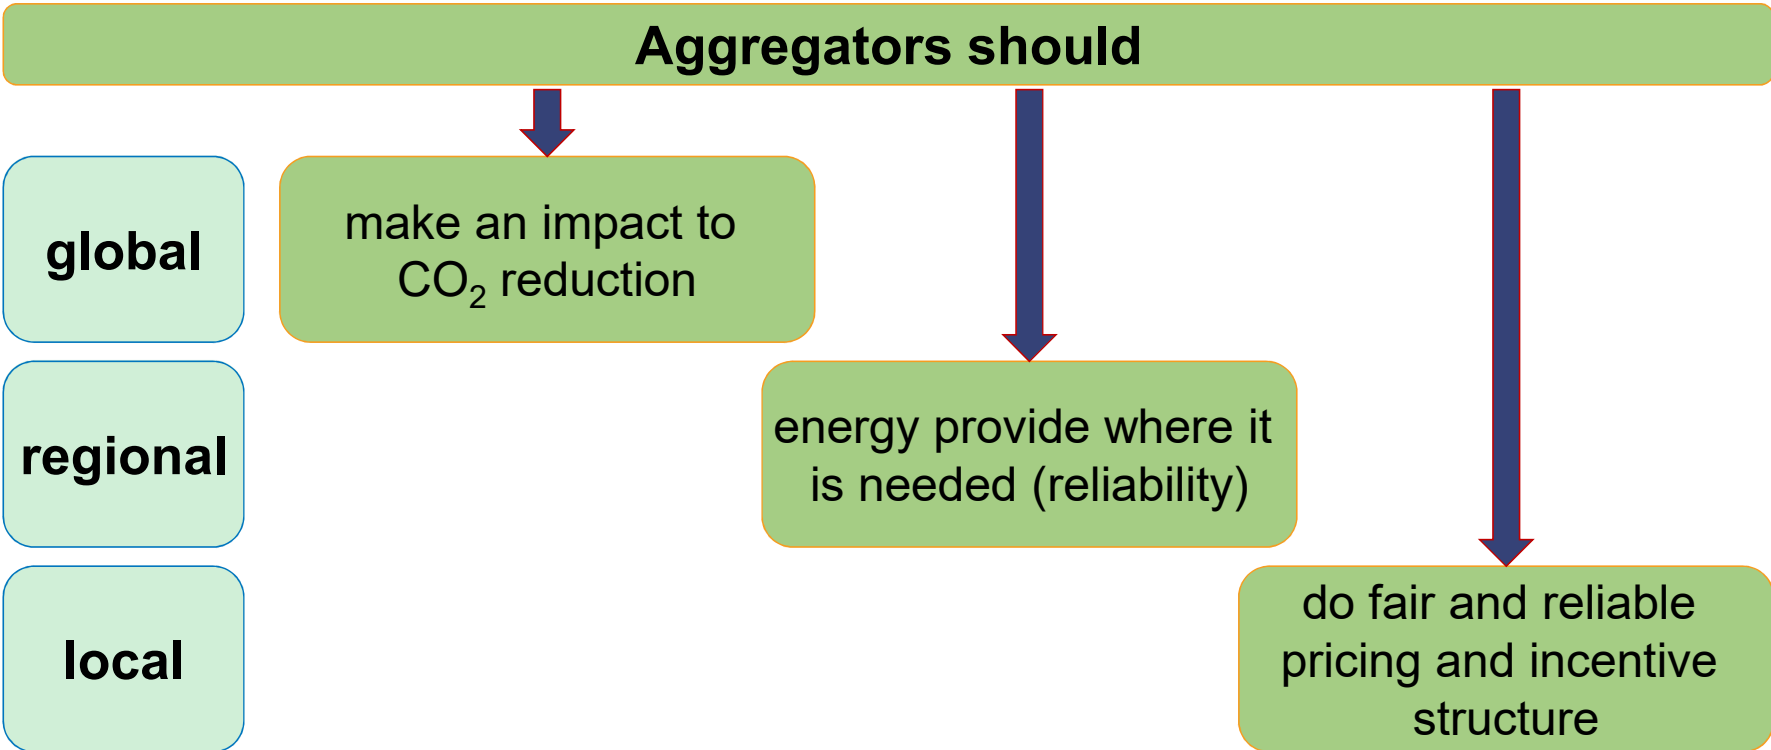 Aggregators should
global
make an impact to
CO₂ reduction
regional
energy provide where it
is needed (reliability)
local
do fair and reliable
pricing and incentive
structure